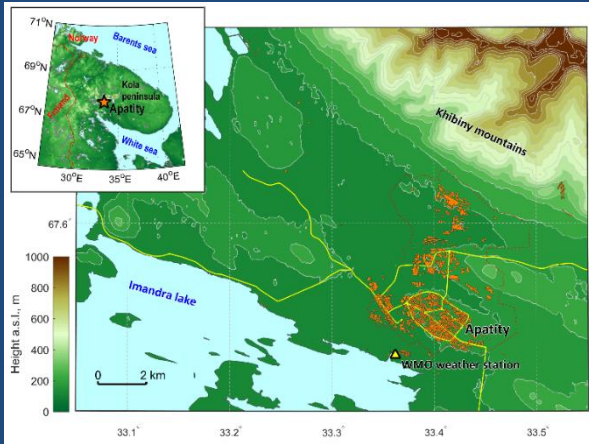 71°N
69°N
67°N
65°N
30°E
35°E
40°E
Norway
Barents sea
Finland
Kola
peninsula
Apatity
White sea
Khibiny mountains
67.6
1000
800
600
400
200
0
Height a.s.l., m
Imandra lake
Apatity
WMO weather station
0 2 km
33.1
33.2
33.3
33.4
33.5